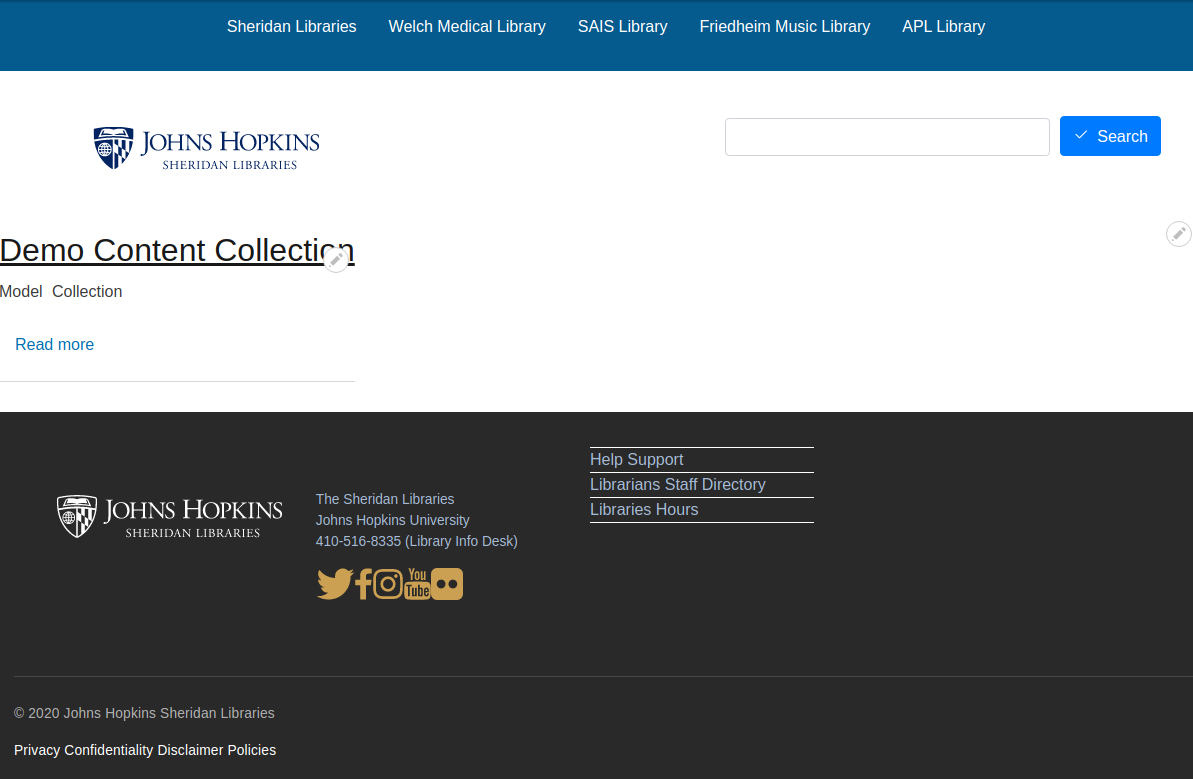 Sheridan Libraries Welch Medical Library SAIS Library Friedheim Music Library APL Library
JOHNS HOPKINS
SHERIDAN LIBRARIES
Search
Demo Content Collection
Model Collection
Read more
JOHNS HOPKINS
SHERIDAN LIBRARIES
The Sheridan Libraries
Johns Hopkins University
410-516-8335 (Library Info Desk)
You
Tube
Help Support
Librarians Staff Directory
Libraries Hours
© 2020 Johns Hopkins Sheridan Libraries
Privacy Confidentiality Disclaimer Policies